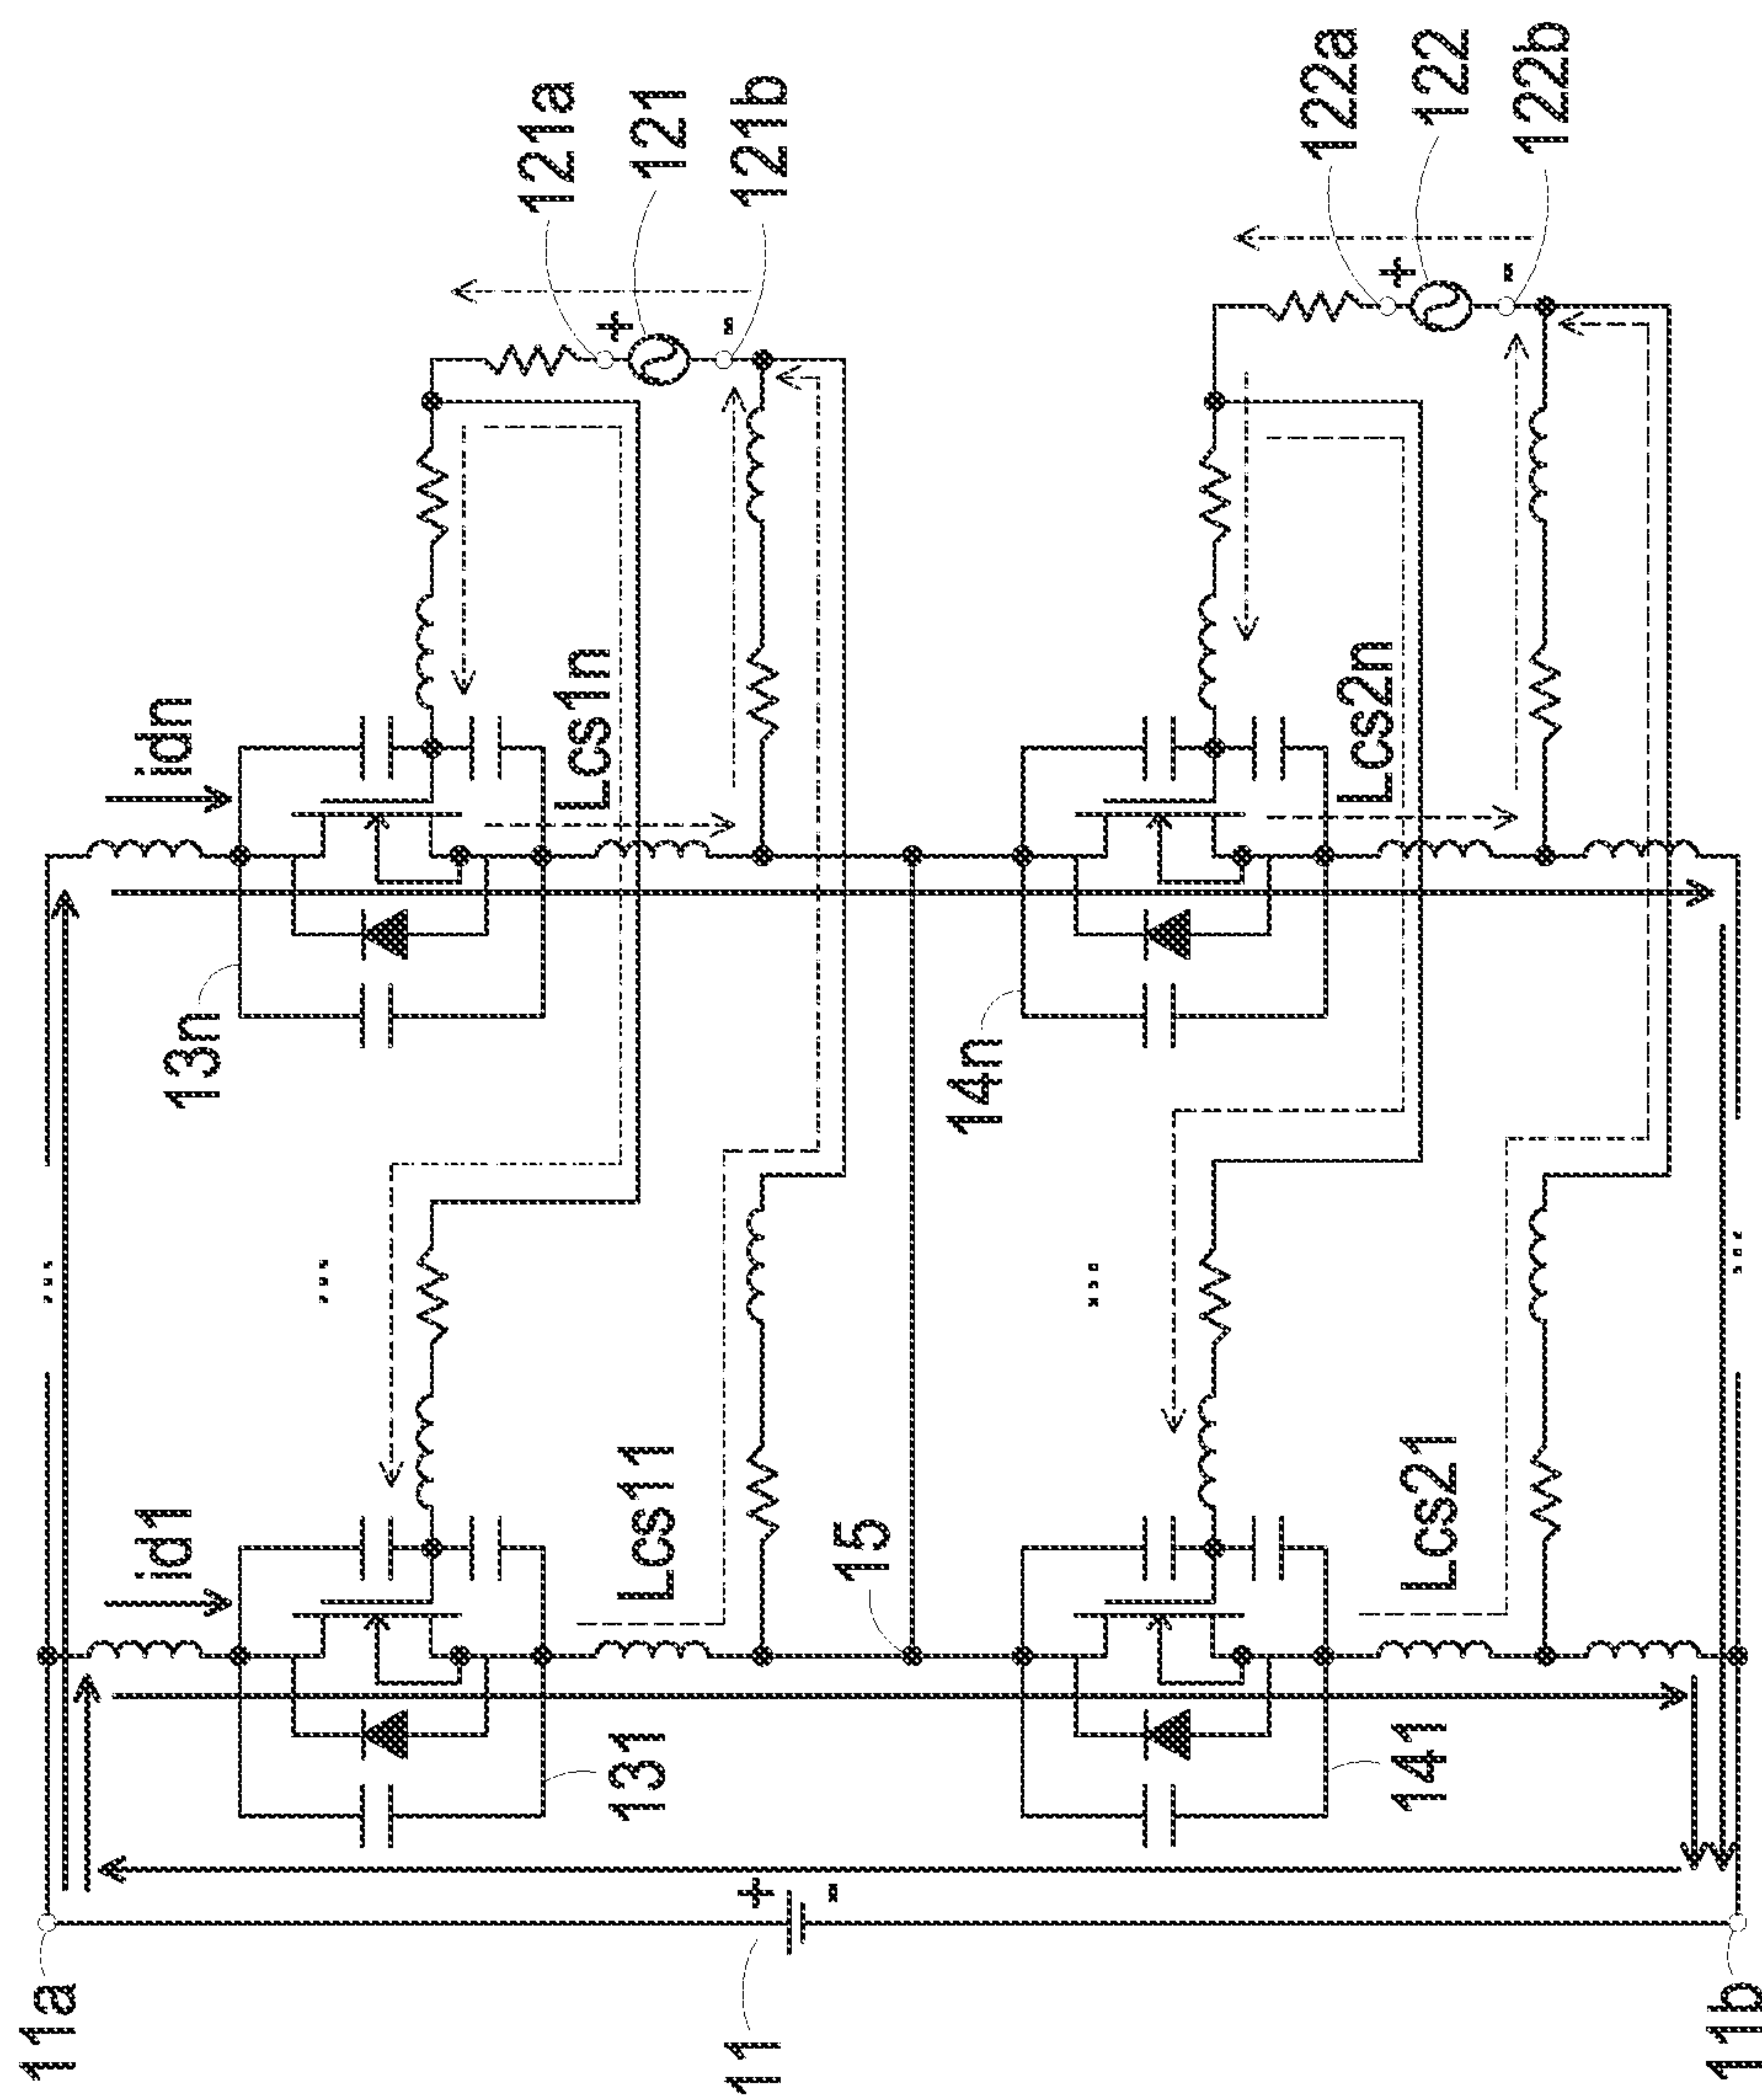 121a
121
121b
122a
122
122b
idn
Lcs1n
Lcs2n
+
-
+
-
13n
14n
id1
Lcs11
15
Lcs21
131
141
+
-
11a
11
11b